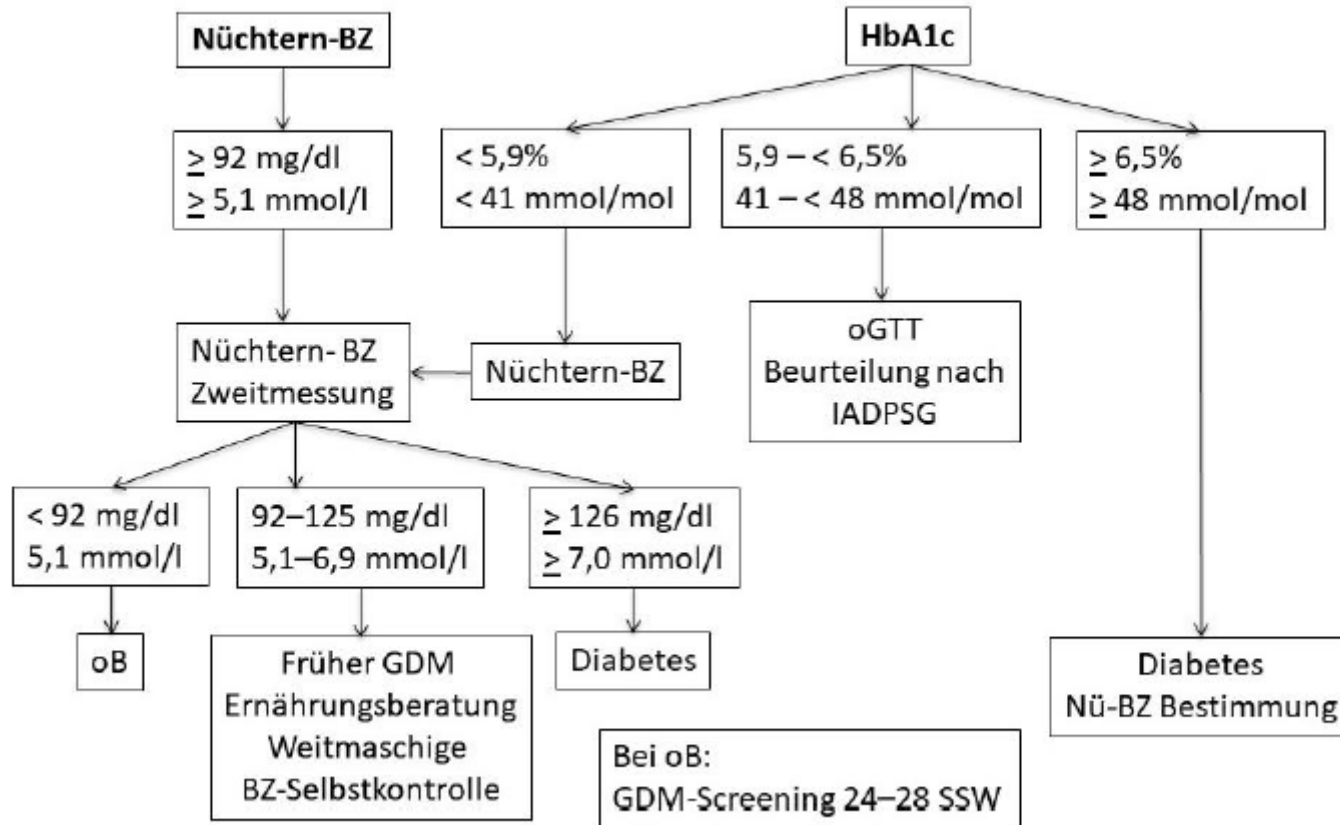 Nüchtern-BZ
HbA1c
≥ 92 mg/dl
≥ 5,1 mmol/l
< 5,9%
< 41 mmol/mol
5,9 – < 6,5%
41 – < 48 mmol/mol
≥ 6,5%
≥ 48 mmol/mol
Nüchtern- BZ
Zweitmessung
Nüchtern-BZ
oGTT
Beurteilung nach
IADPSG
< 92 mg/dl
5,1 mmol/l
92–125 mg/dl
5,1–6,9 mmol/l
≥ 126 mg/dl
≥ 7,0 mmol/l
oB
Früher GDM
Ernährungsberatung
Weitmaschige
BZ-Selbstkontrolle
Diabetes
Diabetes
Nü-BZ Bestimmung
Bei oB:
GDM-Screening 24–28 SSW